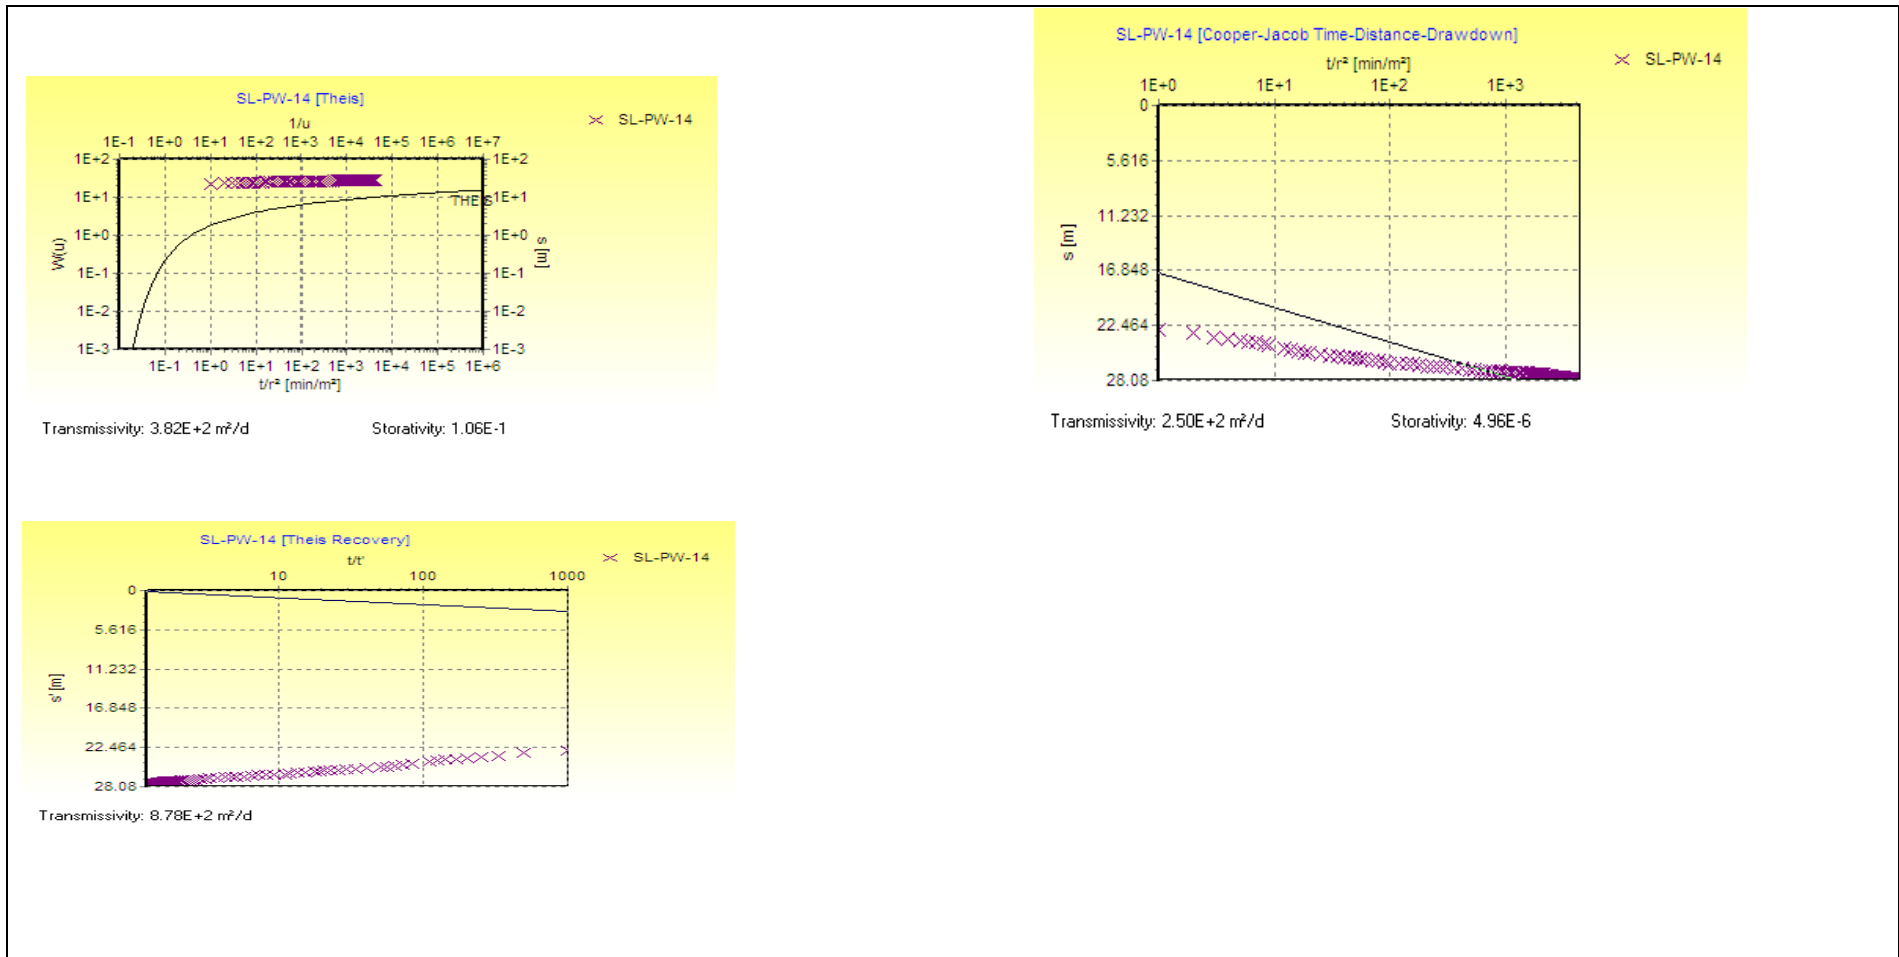 SL-PW-14 [Theis]
1/u
SL-PW-14
1E-1 1E+0 1E+1 1E+2 1E+3 1E+4 1E+5 1E+6 1E+7
1E+2 1E+2
1E+1 THEIS 1E+1
1E+0 1E+0
1E-1 1E-1
1E-2 1E-2
1E-3 1E-3
W(u)
s [m]
1E-1 1E+0 1E+1 1E+2 1E+3 1E+4 1E+5 1E+6
t/r² [min/m²]
Transmissivity: 3.82E+2 m²/d Storativity: 1.06E-1
SL-PW-14 [Cooper-Jacob Time-Distance-Drawdown]
t/r² [min/m²]
SL-PW-14
1E+0 1E+1 1E+2 1E+3
0
5.616
11.232
16.848
22.464
28.08
s [m]
Transmissivity: 2.50E+2 m²/d Storativity: 4.96E-6
SL-PW-14 [Theis Recovery]
t/t'
SL-PW-14
10 100 1000
0
5.616
11.232
16.848
22.464
28.08
s' [m]
Transmissivity: 8.78E+2 m²/d